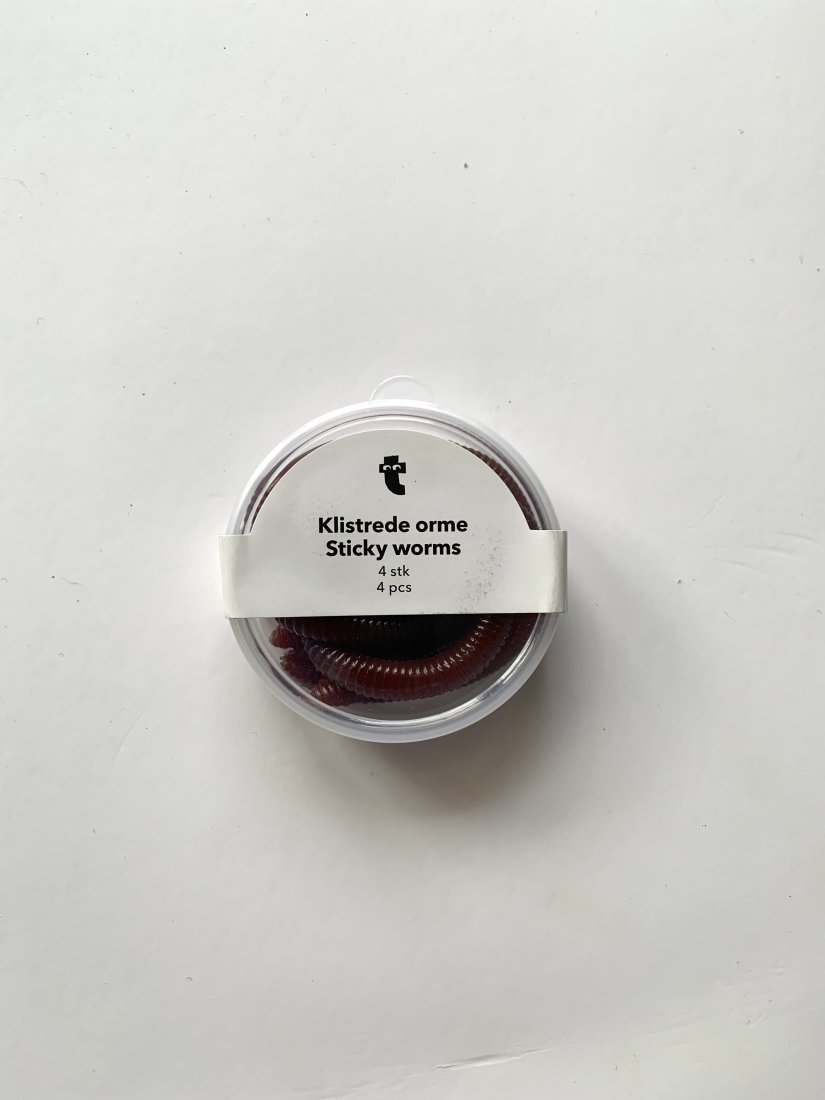 Klistrede orme
Sticky worms
4 stk
4 pcs